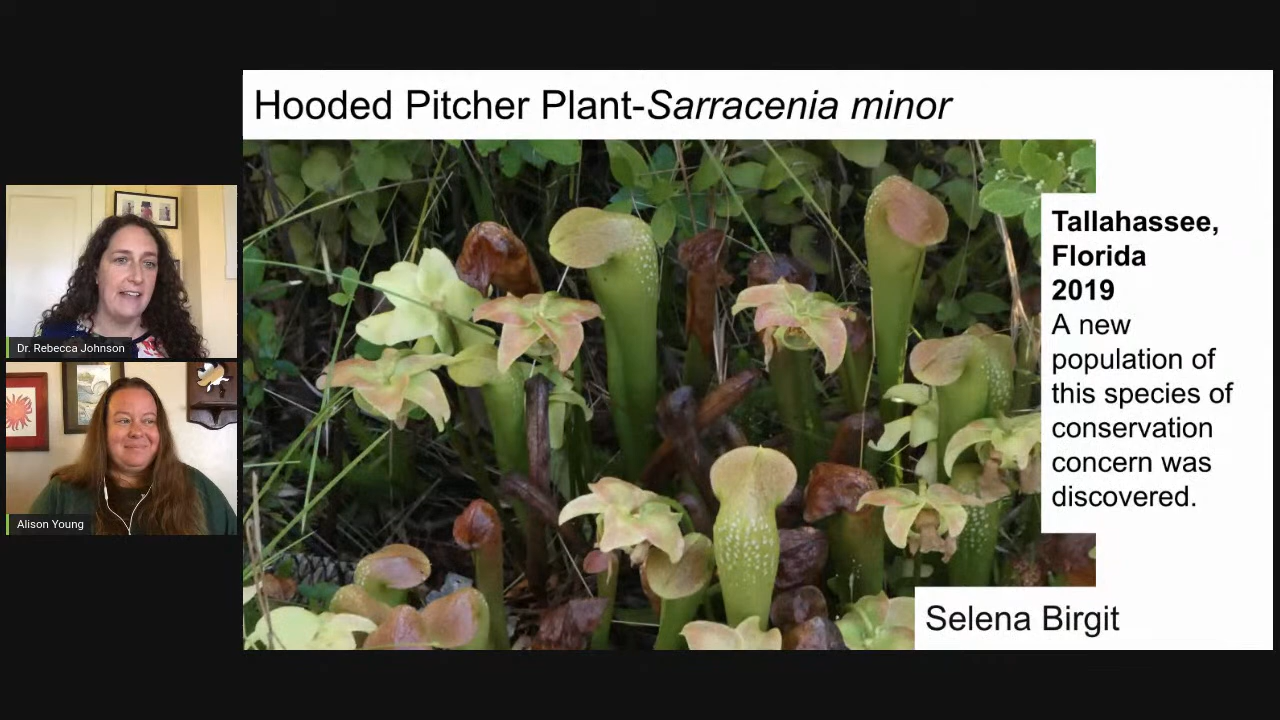 Hooded Pitcher Plant-Sarracenia minor
Tallahassee,
Florida
2019
A new
population of
this species of
conservation
concern was
discovered.
Selena Birgit
Dr. Rebecca Johnson
Alison Young